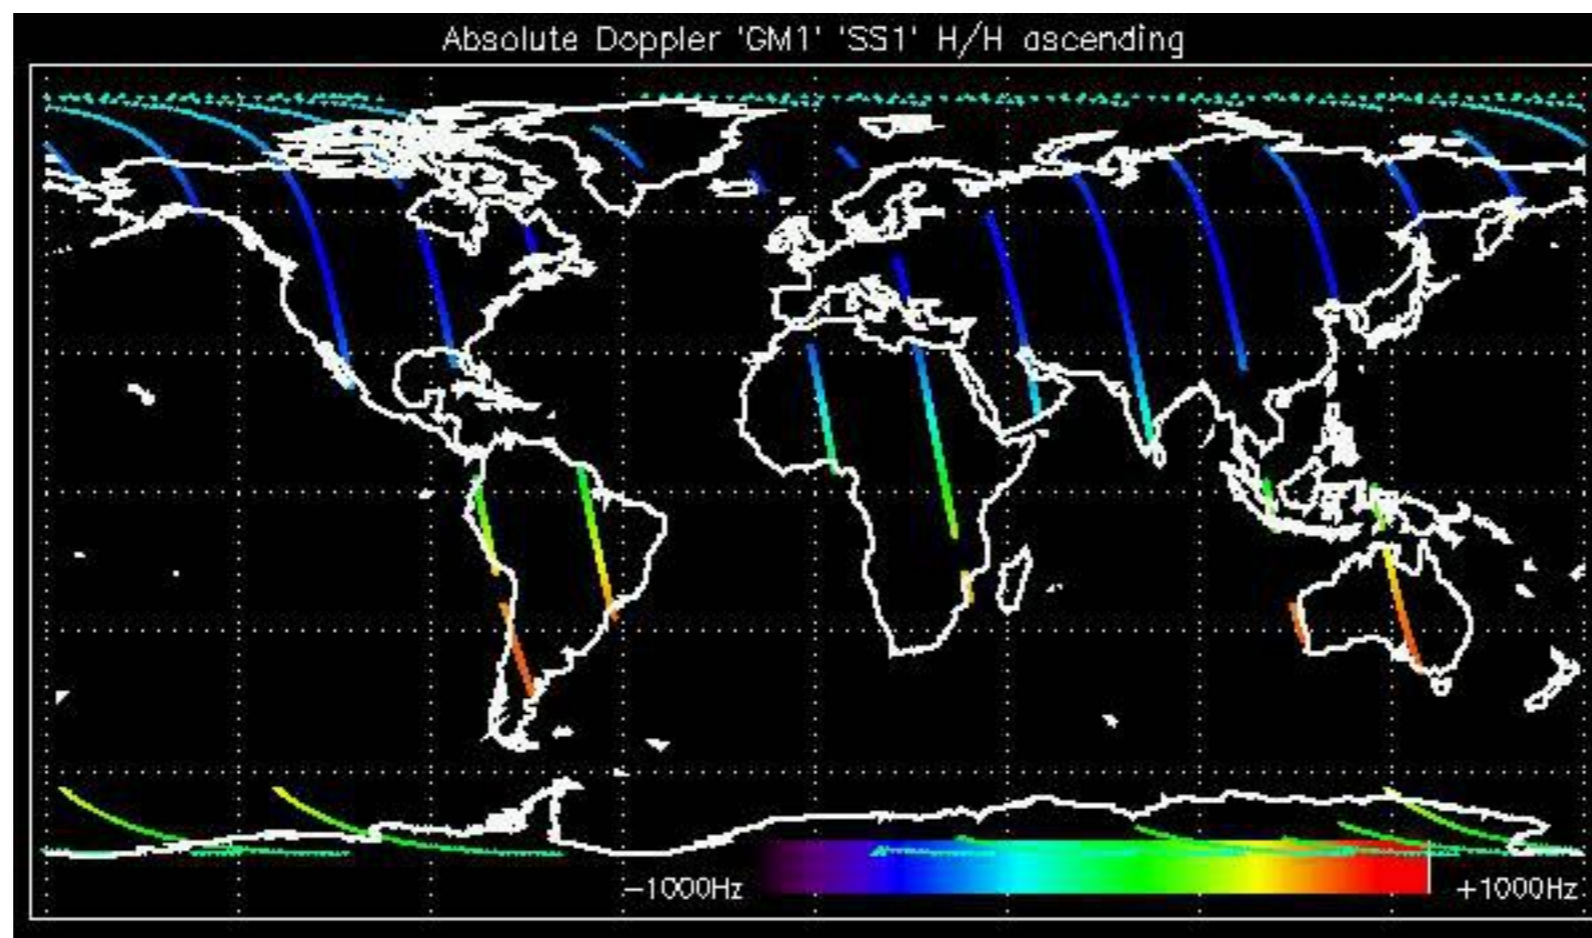 Absolute Doppler 'GM1' 'SS1' H/H ascending
-1000Hz
+1000Hz